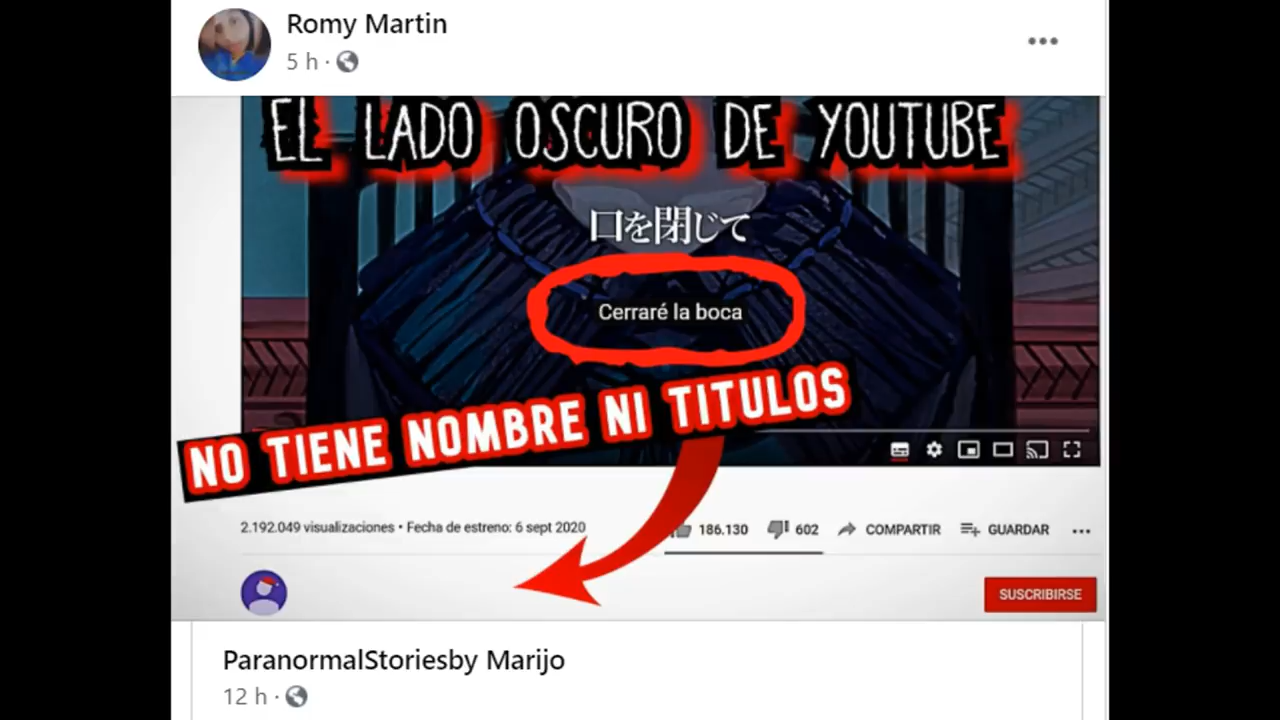 Romy Martin
5 h ·
EL LADO OSCURO DE YOUTUBE
口を閉じて
Cerraré la boca
NO TIENE NOMBRE NI TITULOS
2.192.049 visualizaciones • Fecha de estreno: 6 sept 2020
186.130 602 COMPARTIR GUARDAR
SUSCRIBIRSE
ParanormalStoriesby Marijo
12 h ·